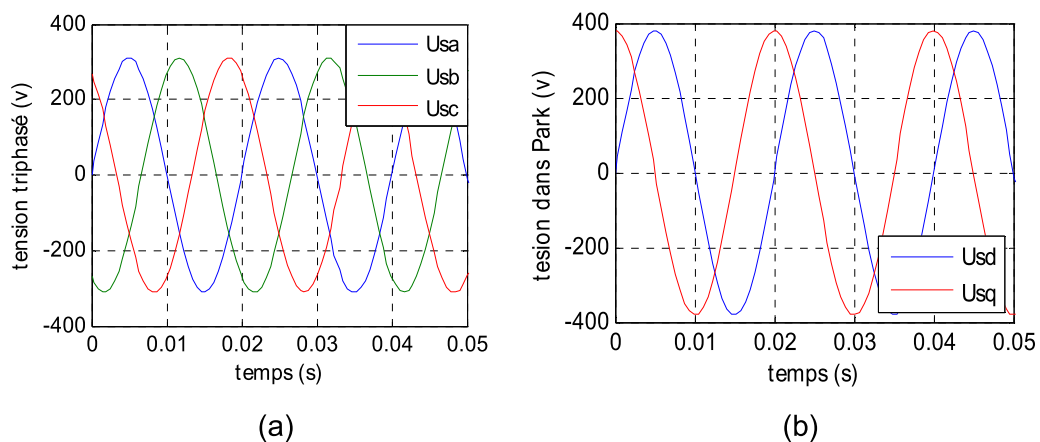 400
200
0
-200
-400
tension triphasé (v)
Usa
Usb
Usc
0
0.01
0.02
0.03
0.04
0.05
temps (s)
(a)
400
200
0
-200
-400
tesion dans Park (v)
Usd
Usq
0
0.01
0.02
0.03
0.04
0.05
temps (s)
(b)